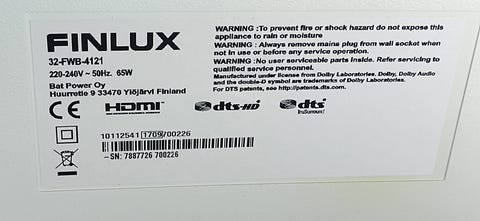 FINLUX
32-FWB-4121
220-240V ~ 50Hz. 65W
Bat Power Oy
Huurretie 9 33470 Ylöjärvi Finland
CE HDMI dts-HD dts
TruSurround
WARNING :To prevent fire or shock hazard do not expose this
appliance to rain or moisture
WARNING : Always remove mains plug from wall socket when
not in use or before any servicing
WARNING :No user serviceable parts Inside. Refer servicing to
qualified service personnel.
Manufactured under license from Dolby Laboratories. Dolby, Dolby Audio
and the double-D symbol are trademarks of Dolby Laboratories.
For DTS patents, see http://patents.dts.com.
10112541 1709/00226
-SN: 7887726 700226